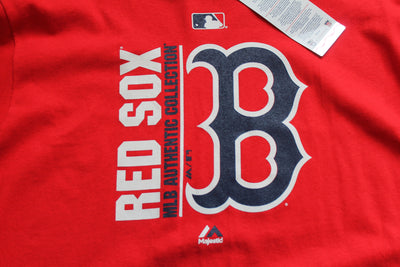 RED SOX
MLB AUTHENTIC COLLECTION
B
Majestic